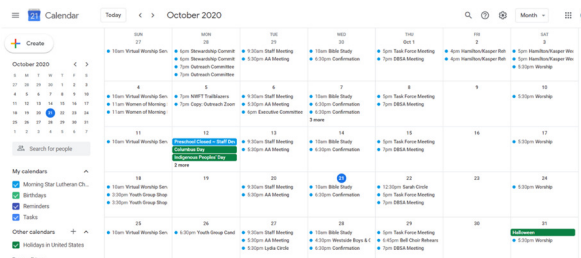 21 Calendar Today October 2020 Month
Create
October 2020
S M T W T F S
27 28 29 30 1 2 3
4 5 6 7 8 9 10
11 12 13 14 15 16 17
18 19 20 21 22 23 24
25 26 27 28 29 30 31
1 2 3 4 5 6 7
Search for people
My calendars
Morning Star Lutheran Ch...
Birthdays
Reminders
Tasks
Other calendars
Holidays in United States
SUN MON TUE WED THU FRI SAT
27 28 29 30 Oct 1 2 3
10am Virtual Worship Serv
6pm Stewardship Committ
6pm Stewardship Committ
7pm Outreach Committee
7pm Outreach Committee
9:30am Staff Meeting
5:30pm AA Meeting
10am Bible Study
6:30pm Confirmation
5pm Task Force Meeting
7pm DBSA Meeting
4pm Hamilton/Kasper Reh
4pm Hamilton/Kasper Reh
5pm Hamilton/Kasper Wed
5pm Hamilton/Kasper Wed
5:30pm Worship
4 5 6 7 8 9 10
10am Virtual Worship Serv
11am Women of Morning
11am Women of Morning
7pm NWFT Trailblazers
7pm Copy: Outreach Zoom
9:30am Staff Meeting
5:30pm AA Meeting
6pm Executive Committee
10am Bible Study
6:30pm Confirmation
3 more
5pm Task Force Meeting
7pm DBSA Meeting
5:30pm Worship
11 12 13 14 15 16 17
10am Virtual Worship Serv
Preschool Closed – Staff Dev
Columbus Day
Indigenous Peoples' Day
2 more
9:30am Staff Meeting
5:30pm AA Meeting
10am Bible Study
6:30pm Confirmation
5pm Task Force Meeting
7pm DBSA Meeting
5:30pm Worship
18 19 20 21 22 23 24
10am Virtual Worship Serv
3:30pm Youth Group Shop
3:30pm Youth Group Shop
9:30am Staff Meeting
5:30pm AA Meeting
10am Bible Study
6:30pm Confirmation
12:30pm Sarah Circle
5pm Task Force Meeting
7pm DBSA Meeting
5:30pm Worship
25 26 27 28 29 30 31
10am Virtual Worship Serv
6:30pm Youth Group Cond
9:30am Staff Meeting
5:30pm AA Meeting
5:30pm Lydia Circle
10am Bible Study
4:30pm Westside Boys & G
6:30pm Confirmation
5pm Task Force Meeting
6:45pm Bell Choir Rehears
7pm DBSA Meeting
Halloween
5:30pm Worship